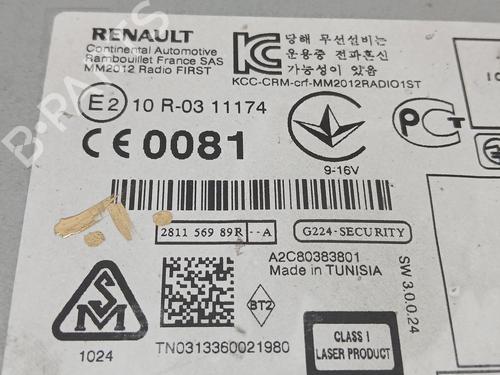 RENAULT
Continental Automotive
Rambouillet France SAS
MM2012 Radio FIRST
당해 무선설비는
운용중 전파혼신
가능성이 있음
KCC-CRM-crf-MM2012RADIO1ST
E2 10 R-03 11174
CE 0081
9-16V
2811 569 89R --A
G224-SECURITY
A2C80383801
Made in TUNISIA
SW 3.0.0.24
BT2
SM
1024
TN0313360021980
CLASS I
LASER PRODUCT
B-PARTS